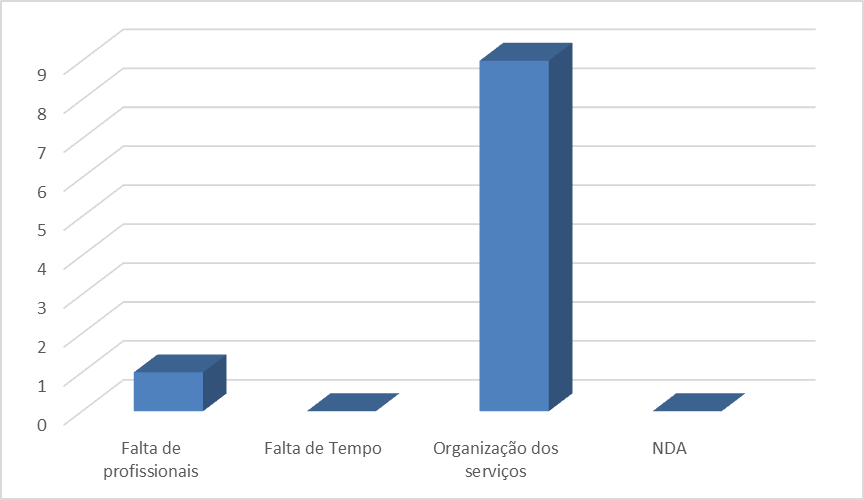 9
8
7
6
5
4
3
2
1
0
Falta de
profissionais
Falta de Tempo
Organização dos
serviços
NDA